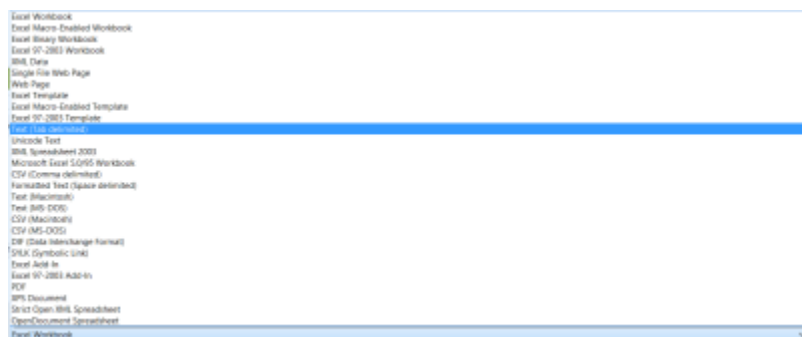 Excel Workbook
Excel Macro-Enabled Workbook
Excel Binary Workbook
Excel 97-2003 Workbook
XML Data
Single File Web Page
Web Page
Excel Template
Excel Macro-Enabled Template
Excel 97-2003 Template
Text (Tab delimited)
Unicode Text
XML Spreadsheet 2003
Microsoft Excel 5.0/95 Workbook
CSV (Comma delimited)
Formatted Text (Space delimited)
Text (Macintosh)
Text (MS-DOS)
CSV (Macintosh)
CSV (MS-DOS)
DIF (Data Interchange Format)
SYLK (Symbolic Link)
Excel Add-In
Excel 97-2003 Add-In
PDF
XPS Document
Strict Open XML Spreadsheet
OpenDocument Spreadsheet
Excel Workbook